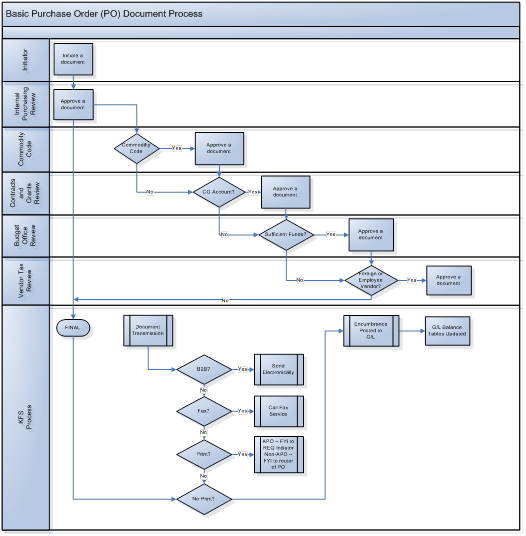 Basic Purchase Order (PO) Document Process
Initiator
Initiate a
document
Internal
Purchasing
Review
Approve a
document
Commodity
Code
Commodity
Code
Yes
Approve a
document
No
Contracts
and
Grants
Review
CG Account?
Yes
Approve a
document
No
Budget
Office
Review
Sufficient Funds?
Yes
Approve a
document
No
Vendor Tax
Review
Foreign or
Employee
Vendor?
Yes
Approve a
document
No
KFS
Process
FINAL
Document
Transmission
Encumbrance
Posted to
G/L
G/L Balance
Tables Updated
B2B?
Yes
Send
Electronically
No
Fax?
Yes
Call Fax
Service
No
Print?
Yes
APO – FYI to
REQ Initiator
Non-APO –
FYI to router
of PO
No
No Print?